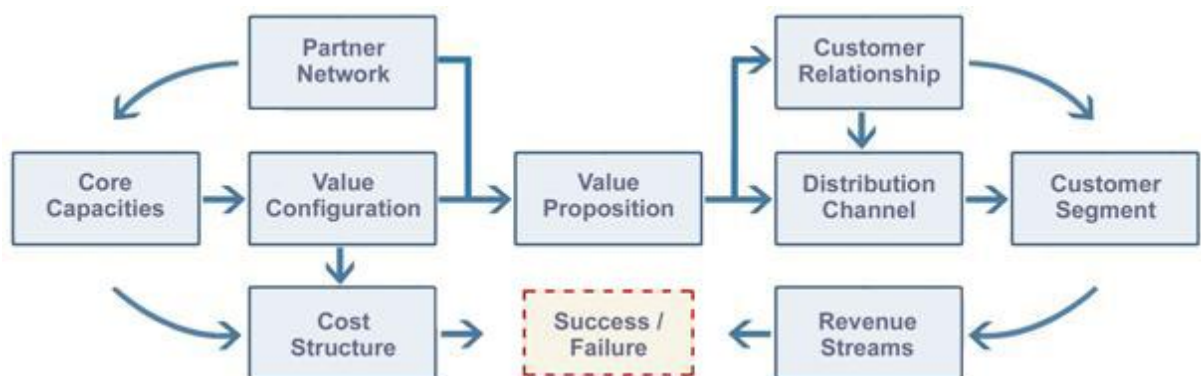 Partner
Network
Customer
Relationship
Core
Capacities
Value
Configuration
Value
Proposition
Distribution
Channel
Customer
Segment
Cost
Structure
Success /
Failure
Revenue
Streams